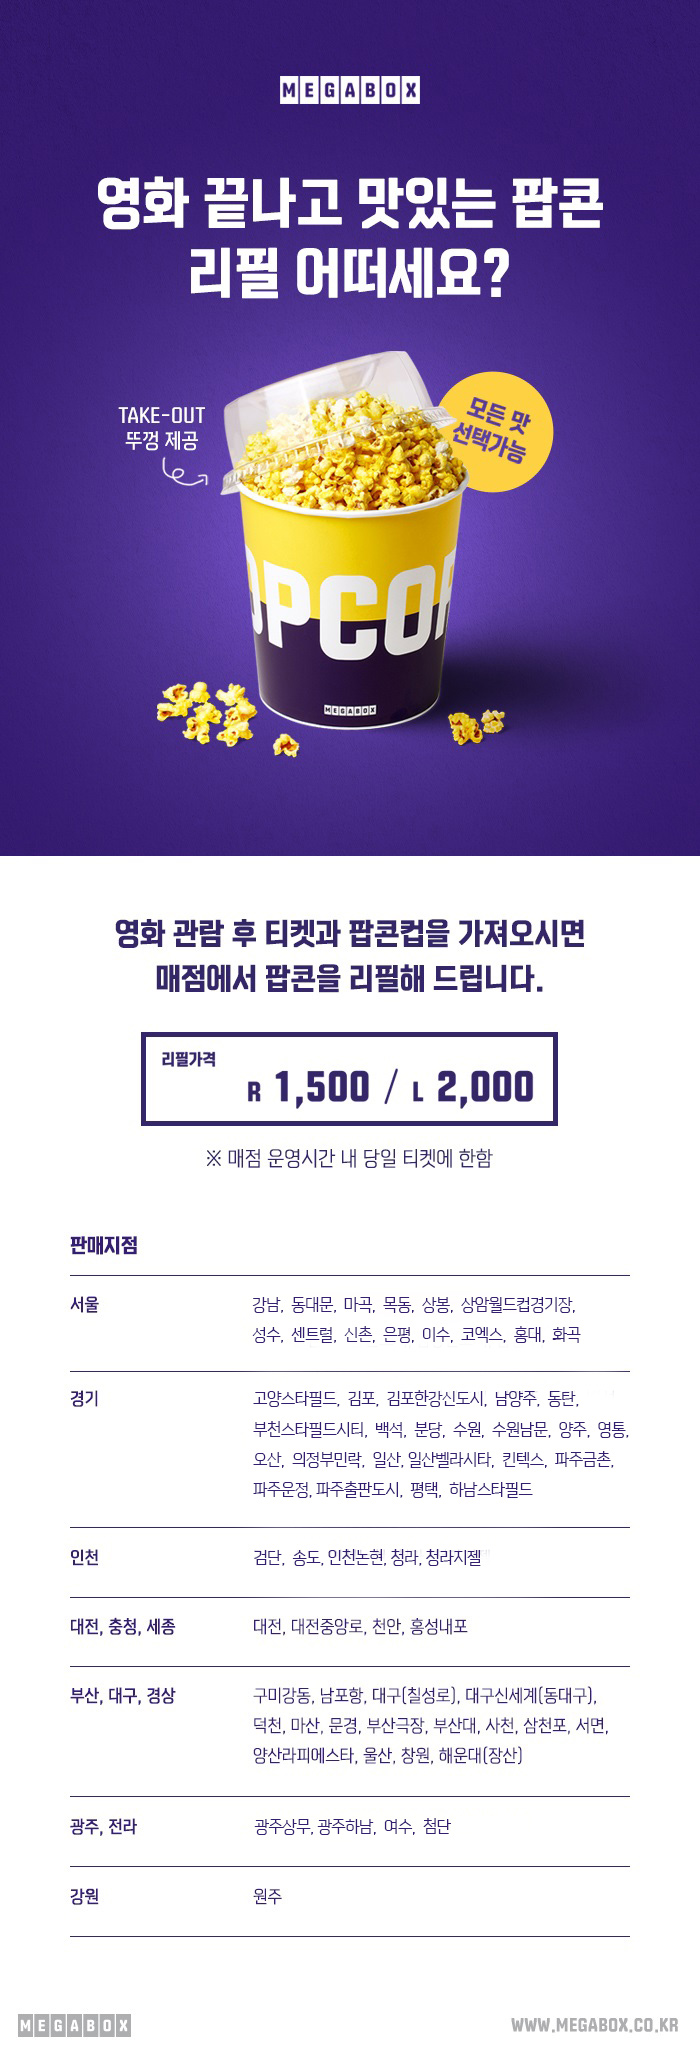 MEGABOX
영화 끝나고 맛있는 팝콘
리필 어떠세요?
TAKE-OUT
뚜껑 제공
모든 맛
선택가능
OPCOR
MEGABOX
영화 관람 후 티켓과 팝콘컵을 가져오시면
매점에서 팝콘을 리필해 드립니다.
리필가격
R 1,500 / L 2,000
※ 매점 운영시간 내 당일 티켓에 한함
판매지점
서울
강남, 동대문, 마곡, 목동, 상봉, 상암월드컵경기장,
성수, 센트럴, 신촌, 은평, 이수, 코엑스, 홍대, 화곡
경기
고양스타필드, 김포, 김포한강신도시, 남양주, 동탄,
부천스타필드시티, 백석, 분당, 수원, 수원남문, 양주, 영통,
오산, 의정부민락, 일산, 일산벨라시타, 킨텍스, 파주금촌,
파주운정, 파주출판도시, 평택, 하남스타필드
인천
검단, 송도, 인천논현, 청라, 청라지젤
대전, 충청, 세종
대전, 대전중앙로, 천안, 홍성내포
부산, 대구, 경상
구미강동, 남포항, 대구(칠성로), 대구신세계(동대구),
덕천, 마산, 문경, 부산극장, 부산대, 사천, 삼천포, 서면,
양산라피에스타, 울산, 창원, 해운대(장산)
광주, 전라
광주상무, 광주하남, 여수, 첨단
강원
원주
MEGABOX
WWW.MEGABOX.CO.KR